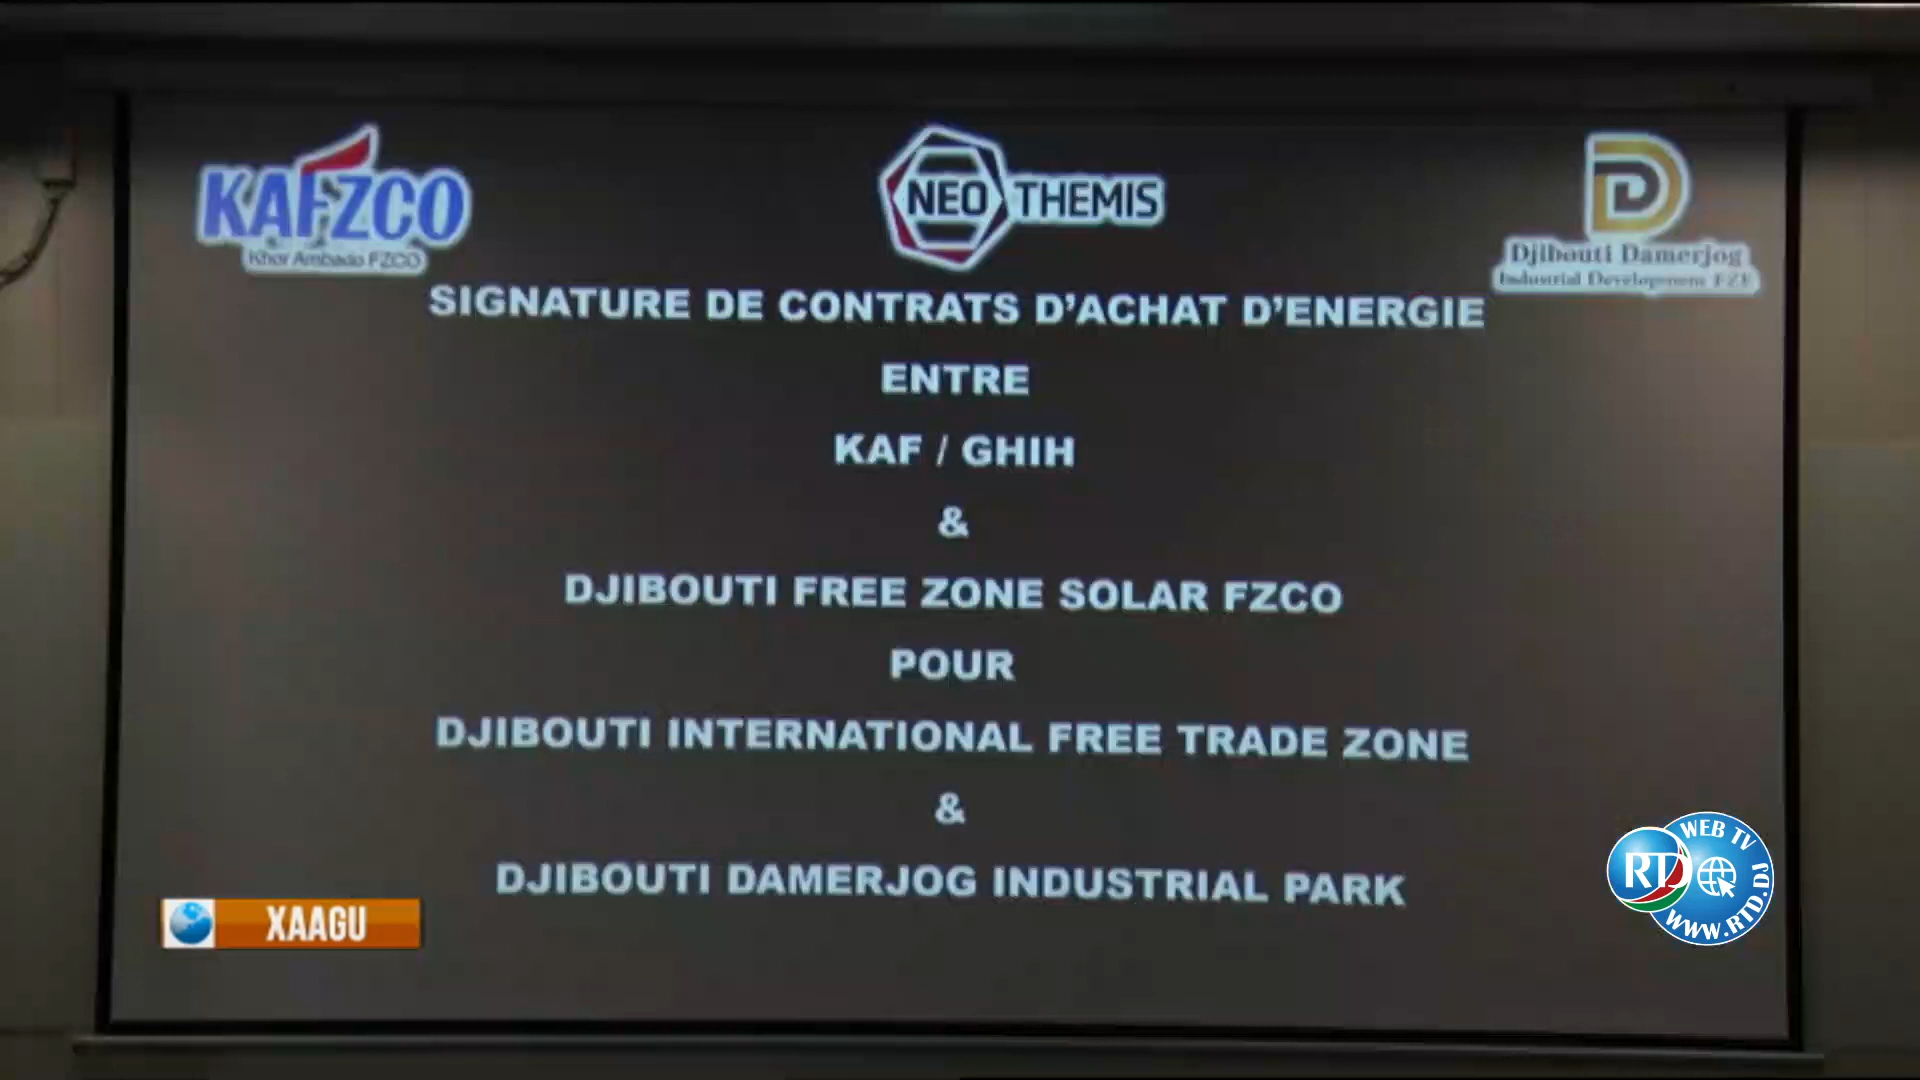 KAFZCO
Khor Ambado FZCO
NEO THEMIS
Djibouti Damerjog
Industrial Development FZE
SIGNATURE DE CONTRATS D'ACHAT D'ENERGIE
ENTRE
KAF / GHIH
&
DJIBOUTI FREE ZONE SOLAR FZCO
POUR
DJIBOUTI INTERNATIONAL FREE TRADE ZONE
&
DJIBOUTI DAMERJOG INDUSTRIAL PARK
XAAGU
RTD
WEB TV
WWW.RTD.DJ